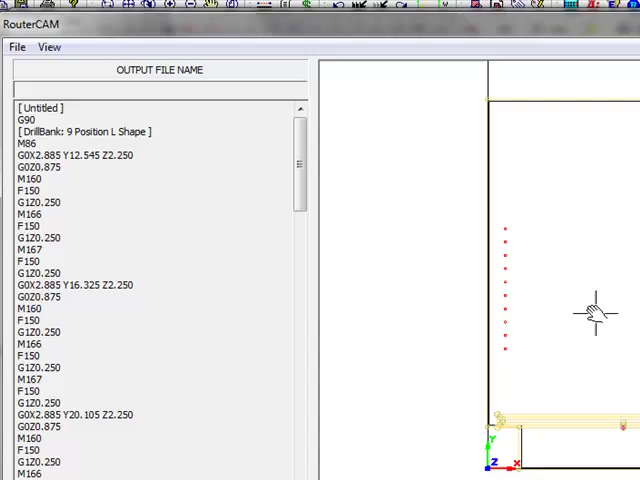 RouterCAM
File View
OUTPUT FILE NAME
[ Untitled ]
G90
[ DrillBank: 9 Position L Shape ]
M86
G0X2.885 Y12.545 Z2.250
G0Z0.875
M160
F150
G1Z0.250
M166
F150
G1Z0.250
M167
F150
G1Z0.250
G0X2.885 Y16.325 Z2.250
G0Z0.875
M160
F150
G1Z0.250
M166
F150
G1Z0.250
M167
F150
G1Z0.250
G0X2.885 Y20.105 Z2.250
G0Z0.875
M160
F150
G1Z0.250
M166
Y
Z X